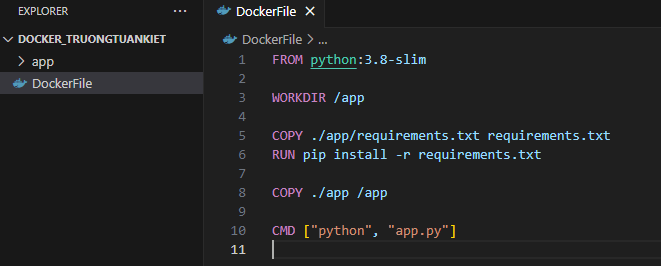 EXPLORER
...
DOCKER_TRUONGTUANKIET
app
DockerFile
DockerFile
DockerFile > ...
1 FROM python:3.8-slim
2
3 WORKDIR /app
4
5 COPY ./app/requirements.txt requirements.txt
6 RUN pip install -r requirements.txt
7
8 COPY ./app /app
9
10 CMD ["python", "app.py"]
11